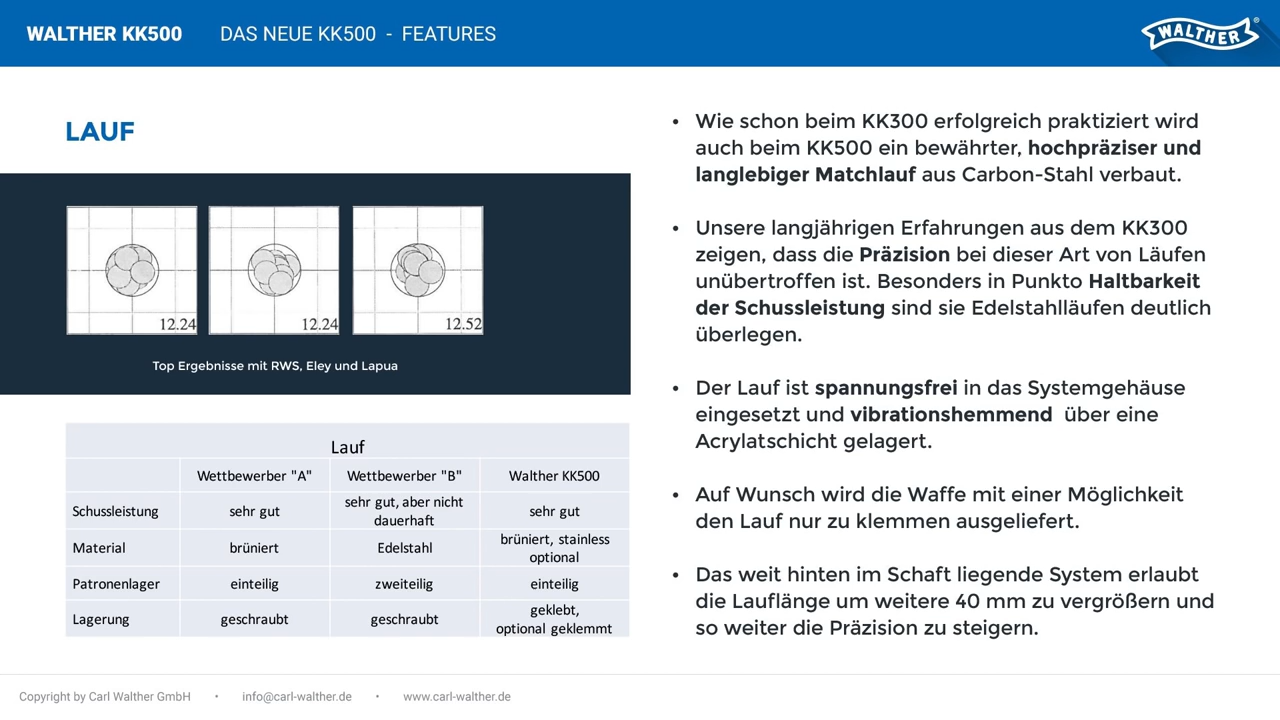 WALTHER KK500 DAS NEUE KK500 - FEATURES
WALTHER®
LAUF
12.24
12.24
12.52
Top Ergebnisse mit RWS, Eley und Lapua
Lauf
Wettbewerber "A" Wettbewerber "B" Walther KK500
Schussleistung sehr gut sehr gut, aber nicht dauerhaft sehr gut
Material brüniert Edelstahl brüniert, stainless optional
Patronenlager einteilig zweiteilig einteilig
Lagerung geschraubt geschraubt geklebt, optional geklemmt
• Wie schon beim KK300 erfolgreich praktiziert wird
auch beim KK500 ein bewährter, hochpräziser und
langlebiger Matchlauf aus Carbon-Stahl verbaut.
• Unsere langjährigen Erfahrungen aus dem KK300
zeigen, dass die Präzision bei dieser Art von Läufen
unübertroffen ist. Besonders in Punkto Haltbarkeit
der Schussleistung sind sie Edelstahlläufen deutlich
überlegen.
• Der Lauf ist spannungsfrei in das Systemgehäuse
eingesetzt und vibrationshemmend über eine
Acrylatschicht gelagert.
• Auf Wunsch wird die Waffe mit einer Möglichkeit
den Lauf nur zu klemmen ausgeliefert.
• Das weit hinten im Schaft liegende System erlaubt
die Lauflänge um weitere 40 mm zu vergrößern und
so weiter die Präzision zu steigern.
Copyright by Carl Walther GmbH • info@carl-walther.de • www.carl-walther.de